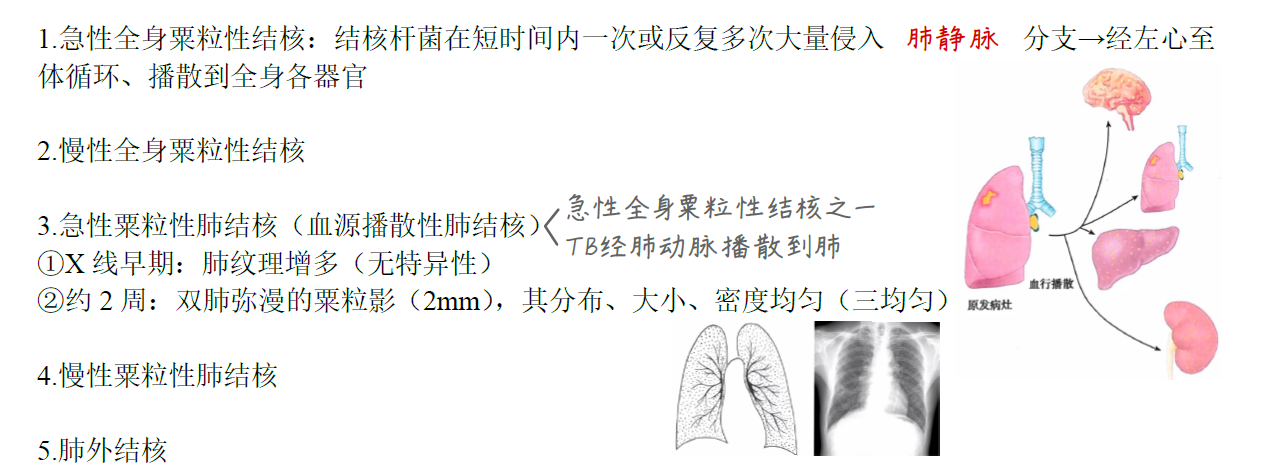 1.急性全身粟粒性结核：结核杆菌在短时间内一次或反复多次大量侵入 肺静脉 分支→经左心至
体循环、播散到全身各器官
2.慢性全身粟粒性结核
3.急性粟粒性肺结核（血源播散性肺结核）
急性全身粟粒性结核之一
TB经肺动脉播散到肺
①X 线早期：肺纹理增多（无特异性）
②约 2 周：双肺弥漫的粟粒影（2mm），其分布、大小、密度均匀（三均匀）
4.慢性粟粒性肺结核
5.肺外结核
血行播散
原发病灶